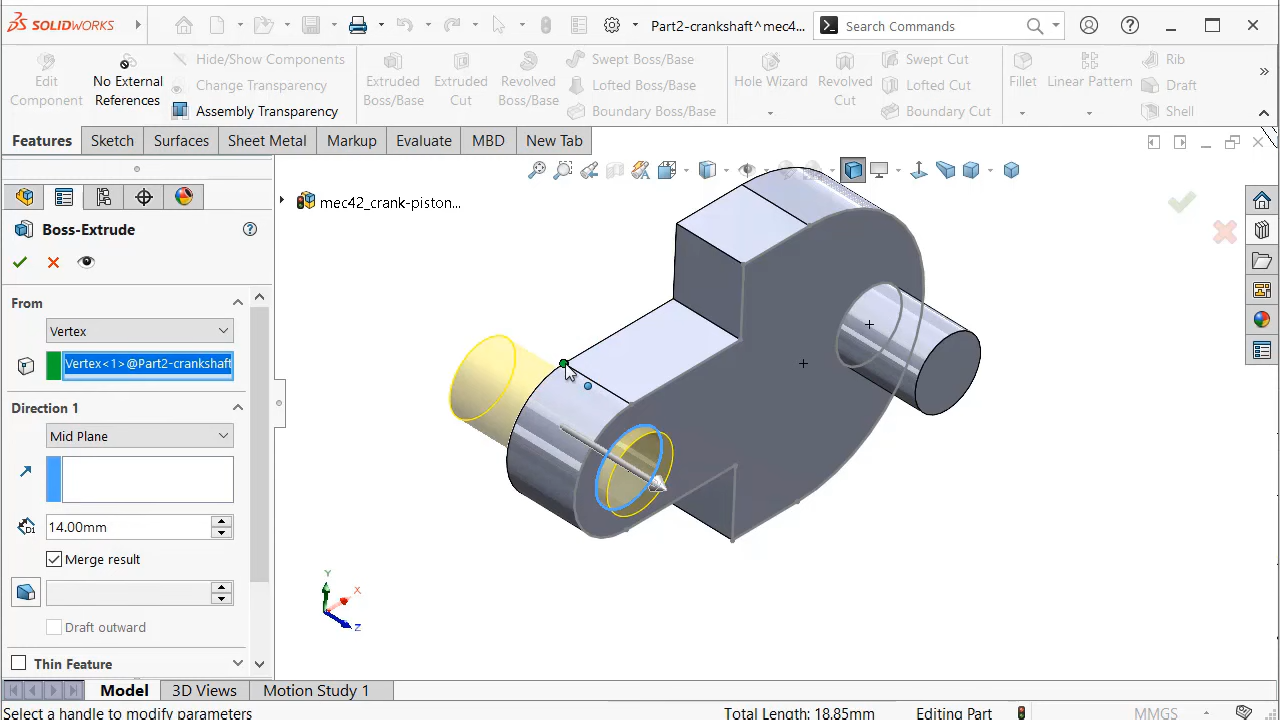 SOLIDWORKS
Part2-crankshaft^mec4...
Search Commands
Edit Component
No External References
Hide/Show Components
Change Transparency
Assembly Transparency
Extruded Boss/Base
Extruded Cut
Revolved Boss/Base
Swept Boss/Base
Lofted Boss/Base
Boundary Boss/Base
Hole Wizard
Revolved Cut
Swept Cut
Lofted Cut
Boundary Cut
Fillet
Linear Pattern
Rib
Draft
Shell
Features
Sketch
Surfaces
Sheet Metal
Markup
Evaluate
MBD
New Tab
mec42_crank-piston...
Boss-Extrude
From
Vertex
Vertex<1>@Part2-crankshaft
Direction 1
Mid Plane
14.00mm
Merge result
Draft outward
Thin Feature
Y
X
Z
Model
3D Views
Motion Study 1
Select a handle to modify parameters
Total Length: 18.85mm
Editing Part
MMGS